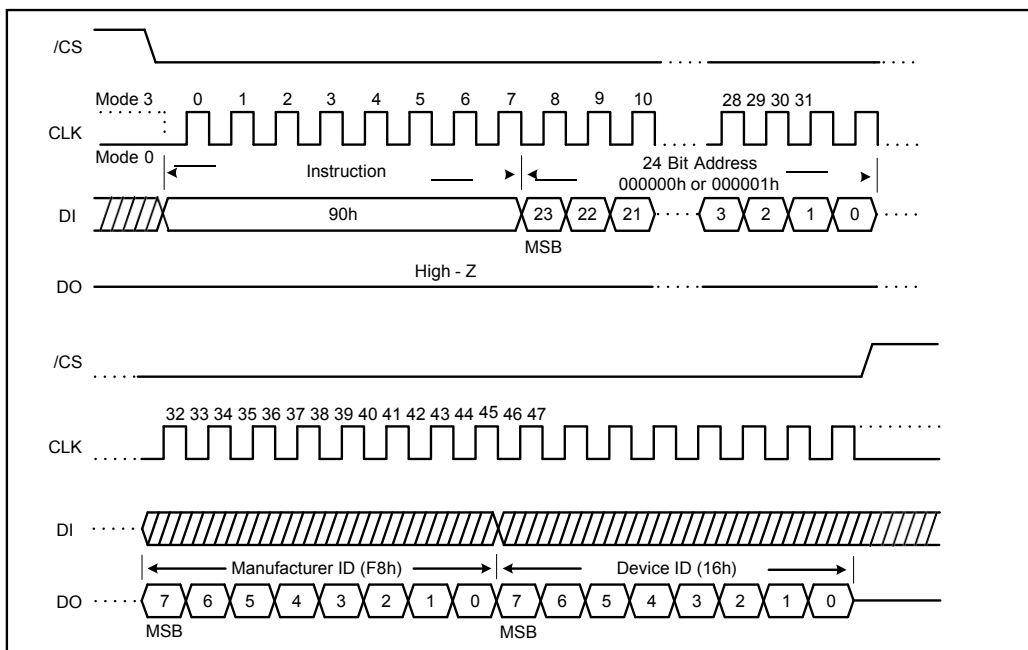 /CS
Mode 3 0 1 2 3 4 5 6 7 8 9 10 28 29 30 31
CLK
Mode 0
Instruction
24 Bit Address
000000h or 000001h
DI 90h 23 22 21 3 2 1 0
MSB
High - Z
DO
/CS
32 33 34 35 36 37 38 39 40 41 42 43 44 45 46 47
CLK
DI
Manufacturer ID (F8h) Device ID (16h)
DO 7 6 5 4 3 2 1 0 7 6 5 4 3 2 1 0
MSB MSB